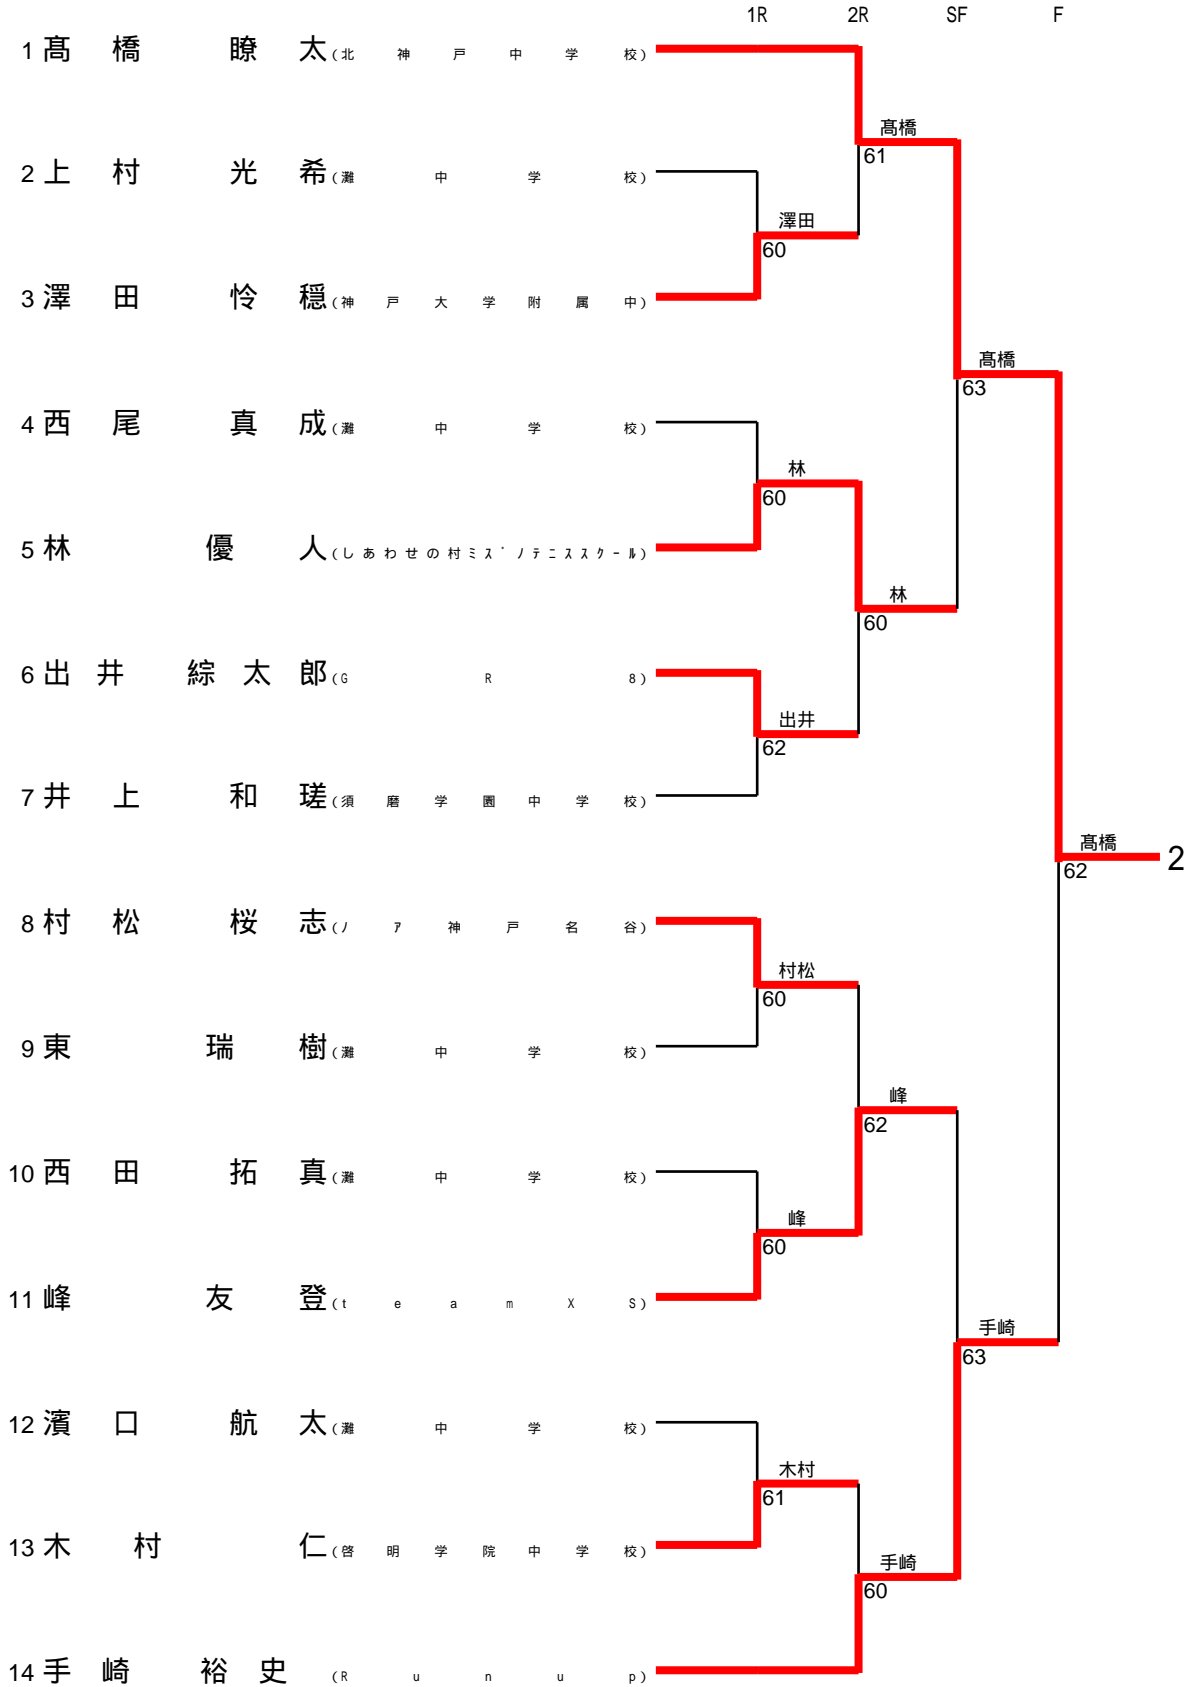 1R 2R SF F
1 髙橋 瞭太 (北神戸中学校)
髙橋
61
2 上村 光希 (灘中学校)
澤田
60
3 澤田 怜穏 (神戸大学附属中)
髙橋
63
4 西尾 真成 (灘中学校)
林
60
5 林 優人 (しあわせの村ミズノテニススクール)
林
60
6 出井 綜太郎 (GR8)
出井
62
7 井上 和瑳 (須磨学園中学校)
髙橋
2
62
8 村松 桜志 (ノア神戸名谷)
村松
60
9 東 瑞樹 (灘中学校)
峰
62
10 西田 拓真 (灘中学校)
峰
60
11 峰 友登 (teamXS)
手崎
63
12 濱口 航太 (灘中学校)
木村
61
13 木村 仁 (啓明学院中学校)
手崎
60
14 手崎 裕史 (Runup)